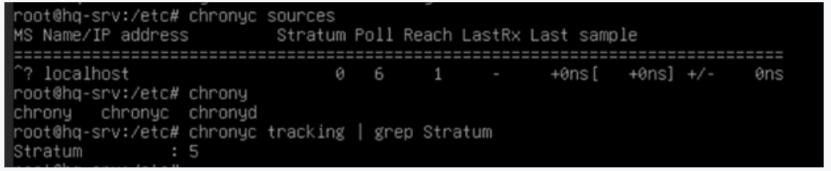 root@hq-srv:/etc# chronyc sources
MS Name/IP address         Stratum Poll Reach LastRx Last sample
===============================================================================
^? localhost                     0   6     1     -     +0ns[   +0ns] +/-    0ns
root@hq-srv:/etc# chrony
chrony   chronyc  chronyd
root@hq-srv:/etc# chronyc tracking | grep Stratum
Stratum         : 5